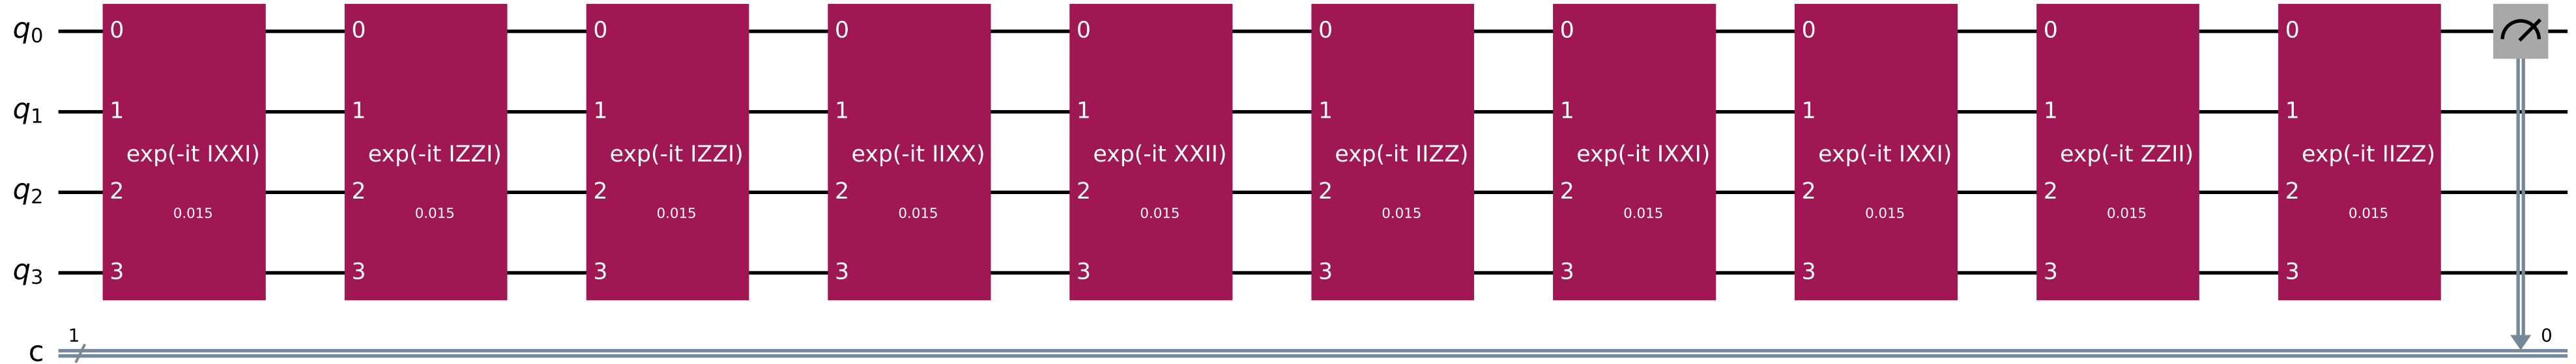 q0 0 0 0 0 0 0 0 0 0 0
q1 1 1 1 1 1 1 1 1 1 1
exp(-it IXXI) exp(-it IZZI) exp(-it IZZI) exp(-it IIXX) exp(-it XXII) exp(-it IIZZ) exp(-it IXXI) exp(-it IXXI) exp(-it ZZII) exp(-it IIZZ)
q2 2 2 2 2 2 2 2 2 2 2
0.015 0.015 0.015 0.015 0.015 0.015 0.015 0.015 0.015 0.015
q3 3 3 3 3 3 3 3 3 3 3
1 0
c